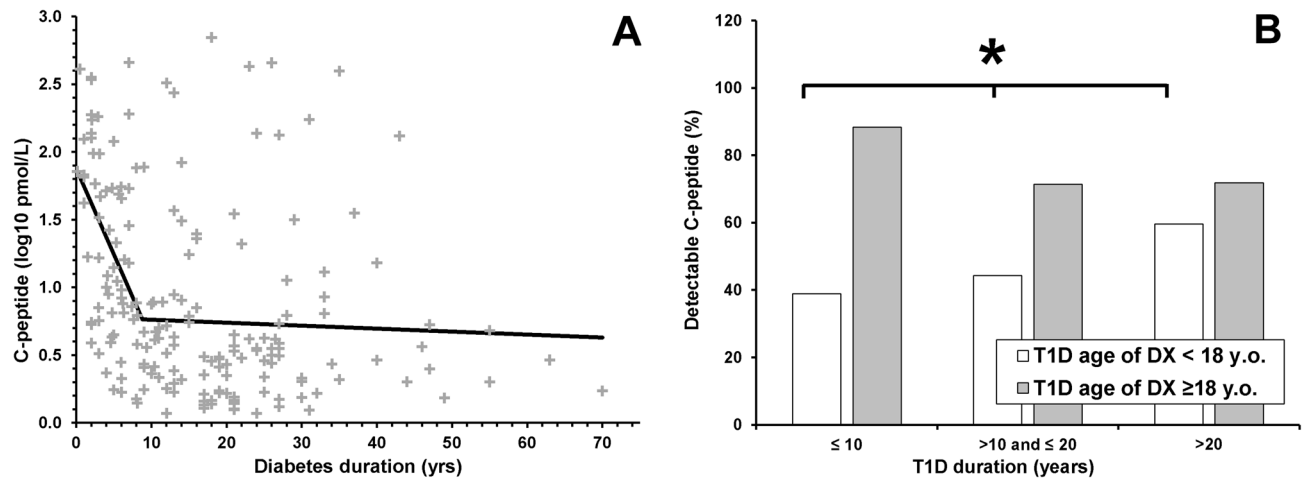 A
3.0
2.5
2.0
1.5
1.0
0.5
0.0
C-peptide (log10 pmol/L)
0 10 20 30 40 50 60 70
Diabetes duration (yrs)
B
*
120
100
80
60
40
20
0
Detectable C-peptide (%)
T1D age of DX < 18 y.o.
T1D age of DX ≥18 y.o.
≤ 10 >10 and ≤ 20 >20
T1D duration (years)